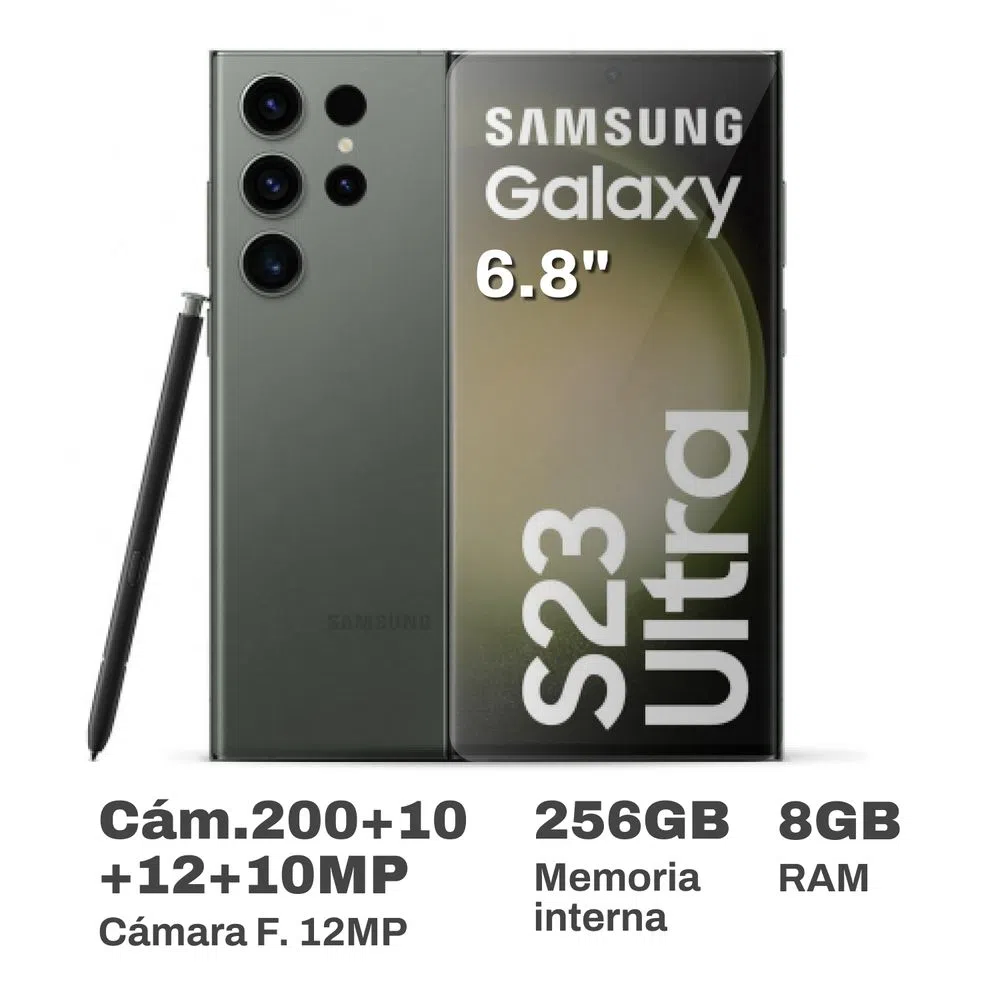 SAMSUNG
Galaxy
6.8"
S23
Ultra
SAMSUNG
Cám.200+10
+12+10MP
Cámara F. 12MP
256GB
Memoria
interna
8GB
RAM